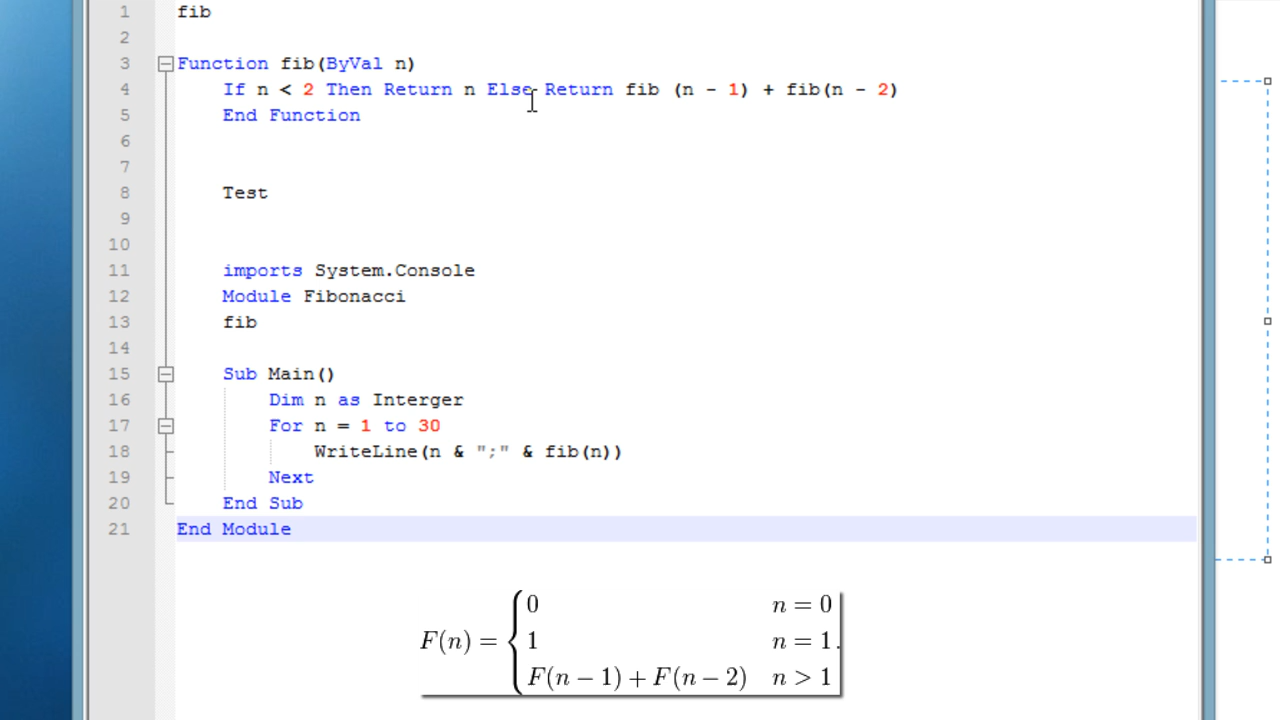 1 fib
2
3 Function fib(ByVal n)
4 If n < 2 Then Return n Else Return fib (n - 1) + fib(n - 2)
5 End Function
6
7
8 Test
9
10
11 imports System.Console
12 Module Fibonacci
13 fib
14
15 Sub Main()
16 Dim n as Interger
17 For n = 1 to 30
18 WriteLine(n & ";" & fib(n))
19 Next
20 End Sub
21 End Module
0 n = 0
F(n) = { 1 n = 1.
F(n − 1) + F(n − 2) n > 1